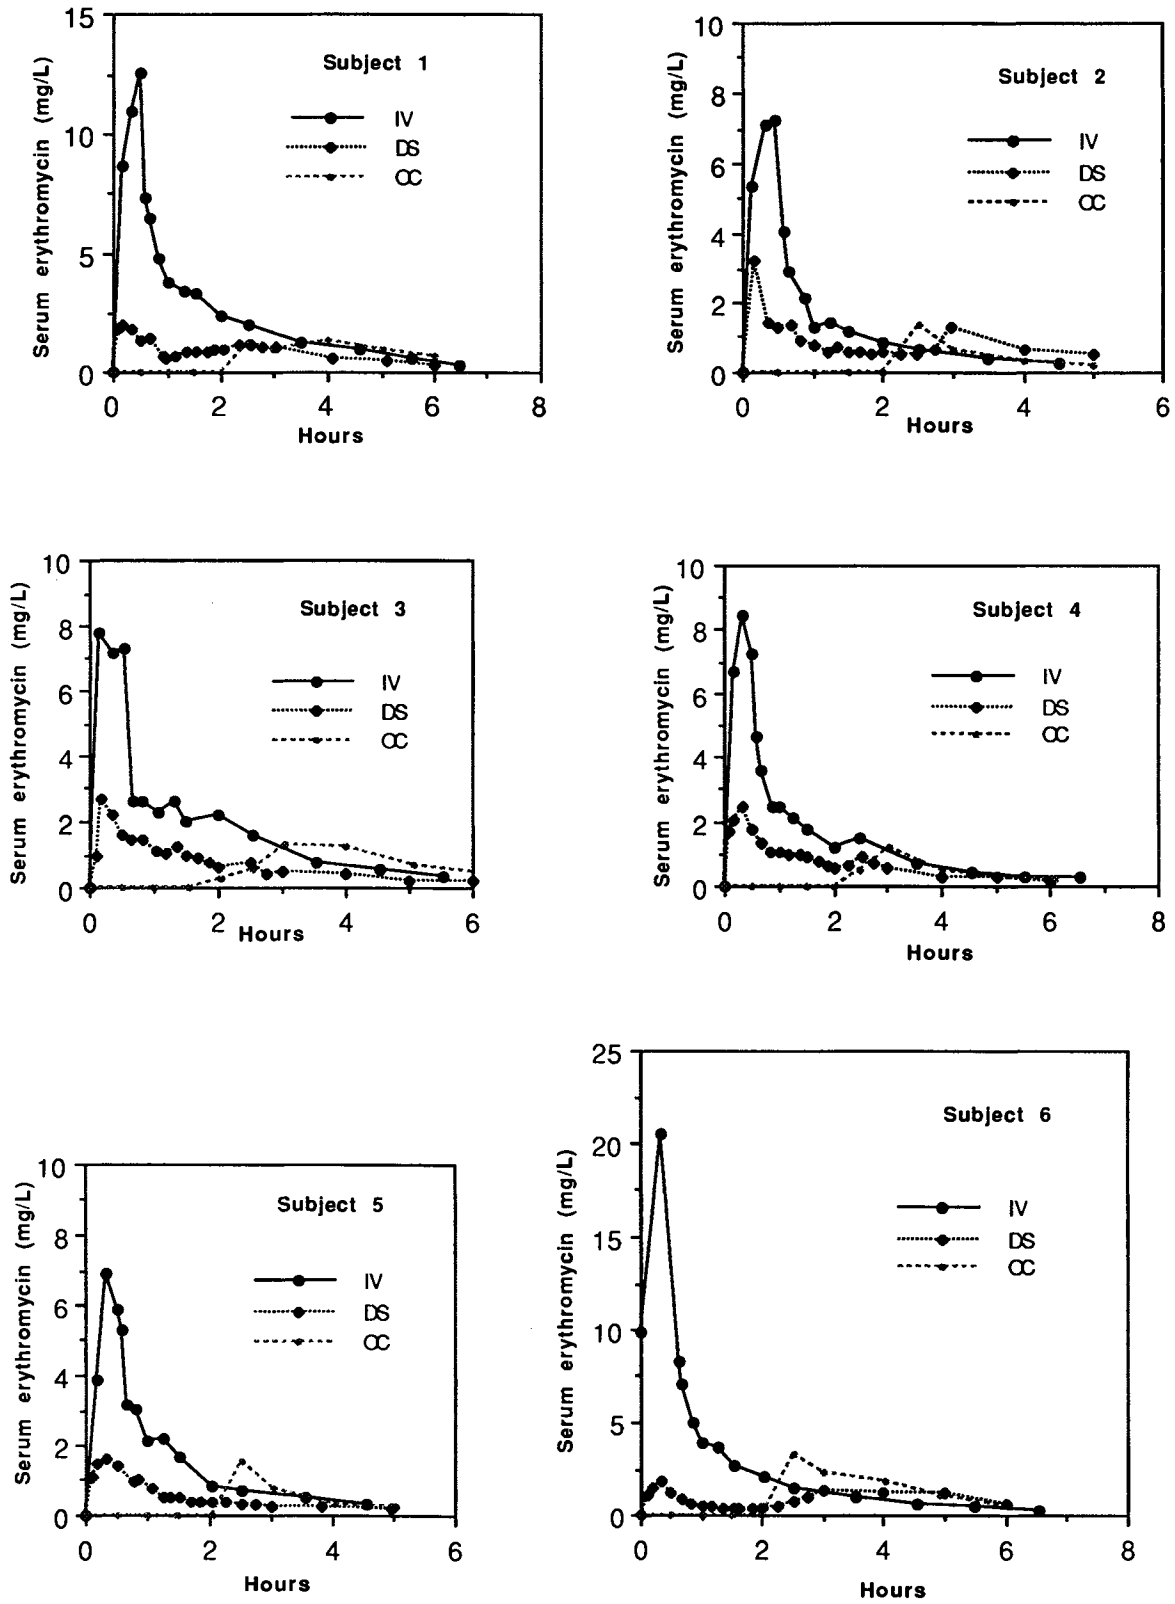 Subject 1
IV
DS
OC
Serum erythromycin (mg/L)
15
10
5
0
0 2 4 6 8
Hours
Subject 2
IV
DS
OC
Serum erythromycin (mg/L)
10
8
6
4
2
0
0 2 4 6
Hours
Subject 3
IV
DS
OC
Serum erythromycin (mg/L)
10
8
6
4
2
0
0 2 4 6
Hours
Subject 4
IV
DS
OC
Serum erythromycin (mg/L)
10
8
6
4
2
0
0 2 4 6 8
Hours
Subject 5
IV
DS
OC
Serum erythromycin (mg/L)
10
8
6
4
2
0
0 2 4 6
Hours
Subject 6
IV
DS
OC
Serum erythromycin (mg/L)
25
20
15
10
5
0
0 2 4 6 8
Hours